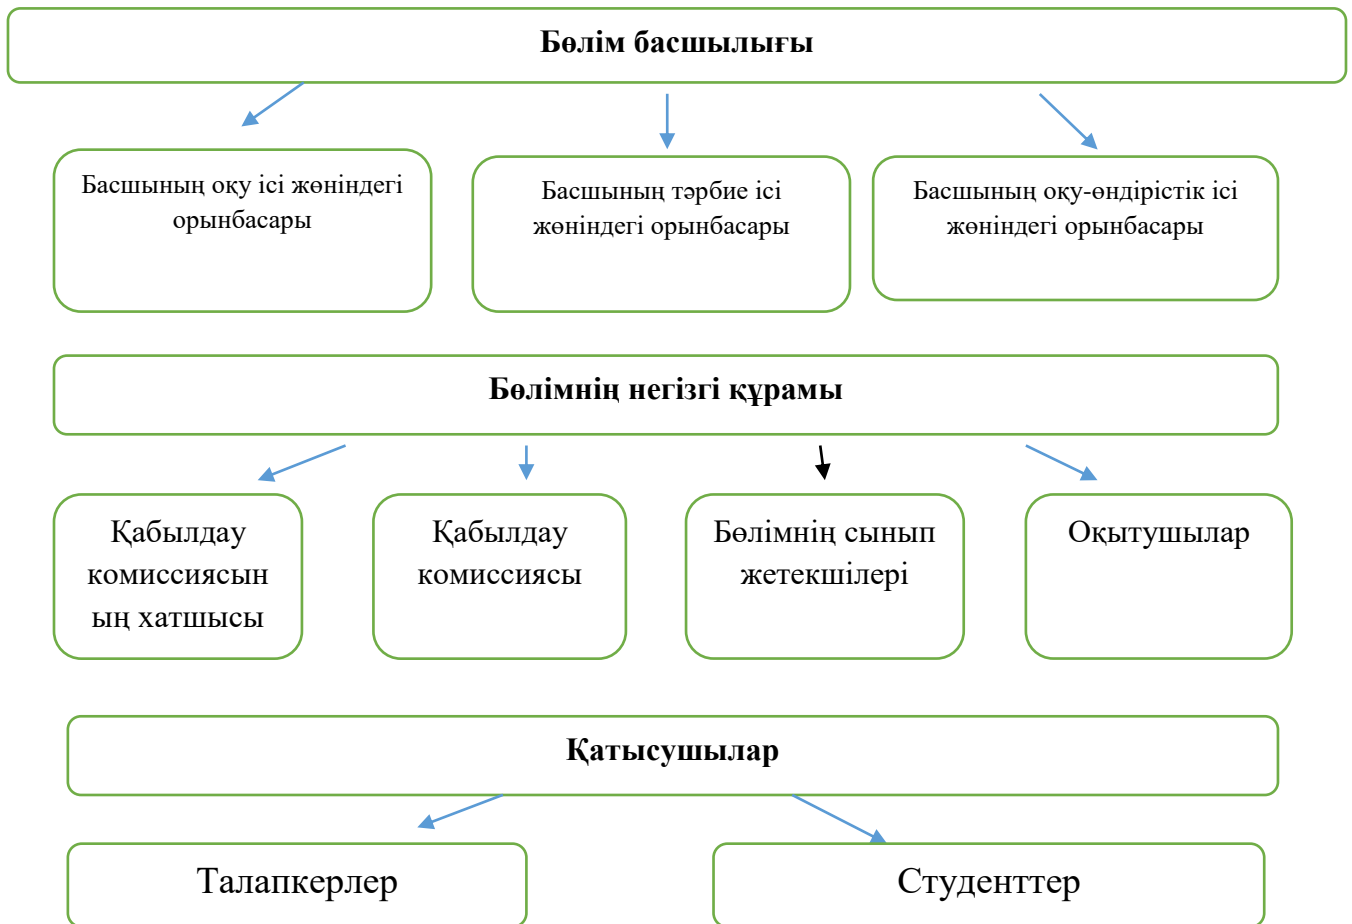 Бөлім басшылығы
Басшының оқу ісі жөніндегі
орынбасары
Басшының тәрбие ісі
жөніндегі орынбасары
Басшының оқу-өндірістік ісі
жөніндегі орынбасары
Бөлімнің негізгі құрамы
Қабылдау
комиссиясын
ың хатшысы
Қабылдау
комиссиясы
Бөлімнің сынып
жетекшілері
Оқытушылар
Қатысушылар
Талапкерлер
Студенттер